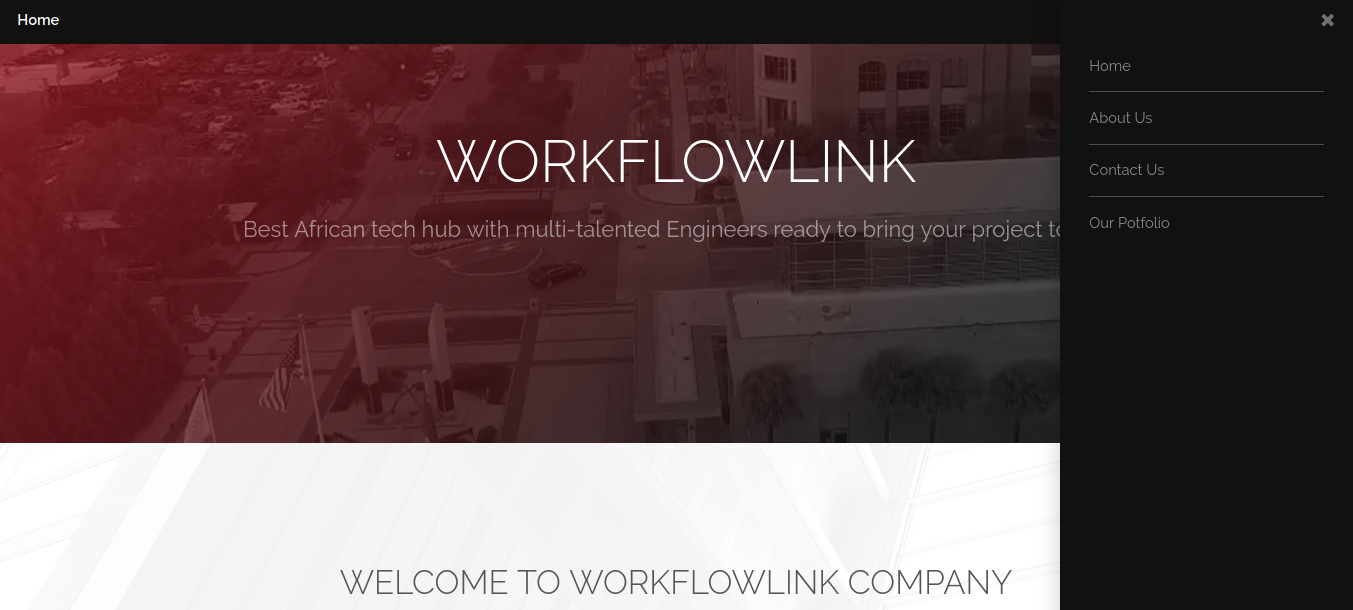 Home
WORKFLOWLINK
Best African tech hub with multi-talented Engineers ready to bring your project to
WELCOME TO WORKFLOWLINK COMPANY
Home
About Us
Contact Us
Our Potfolio